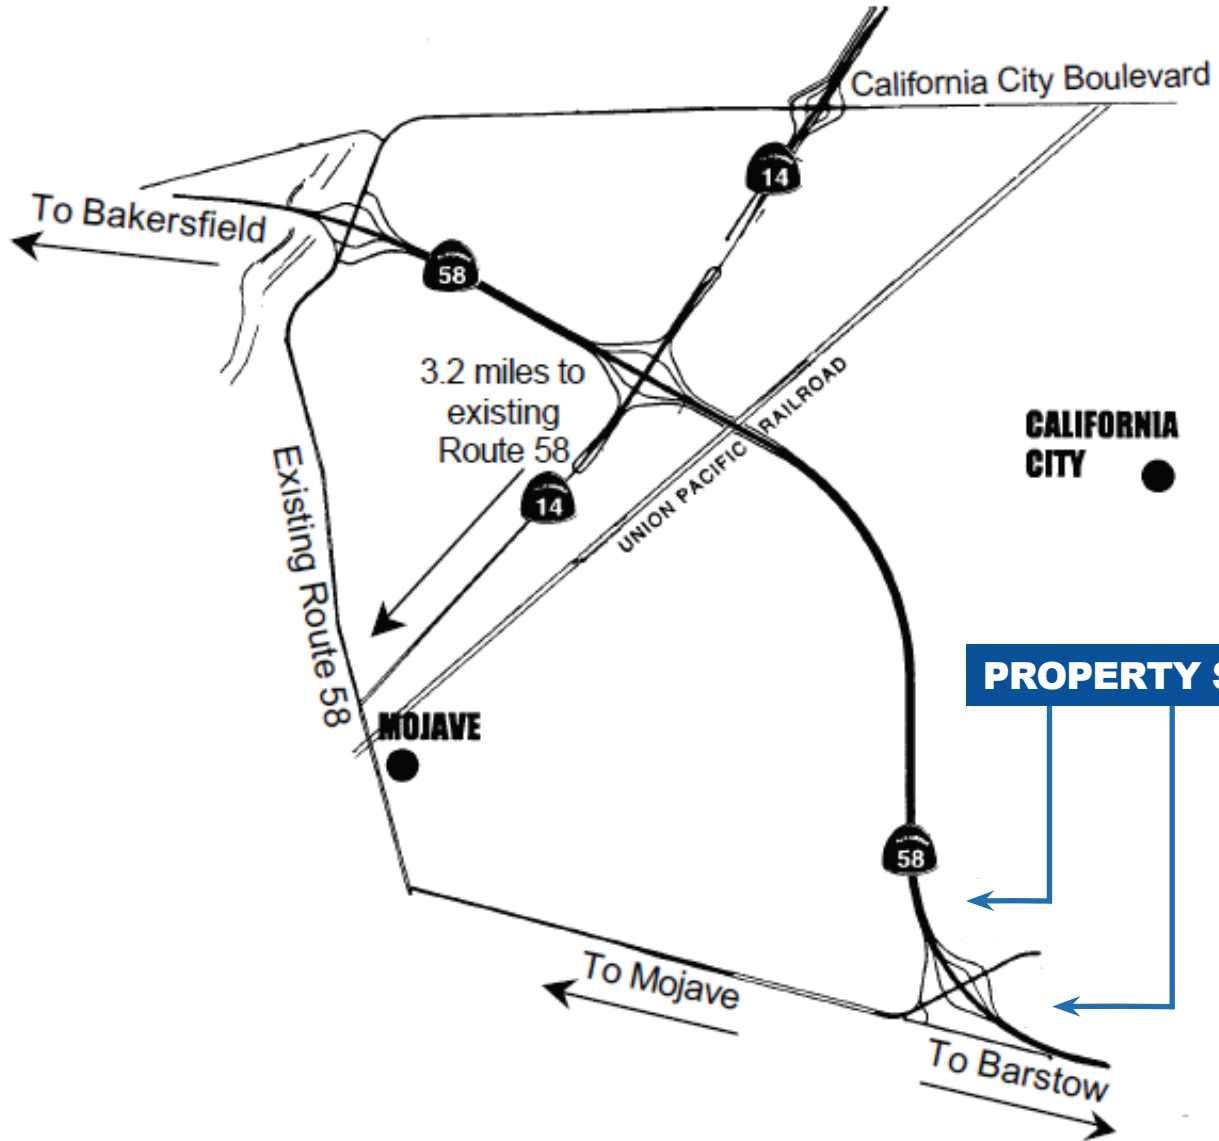 California City Boulevard
14
To Bakersfield
58
3.2 miles to
existing
Route 58
UNION PACIFIC RAILROAD
CALIFORNIA
CITY
14
Existing Route 58
PROPERTY S
MOJAVE
58
To Mojave
To Barstow